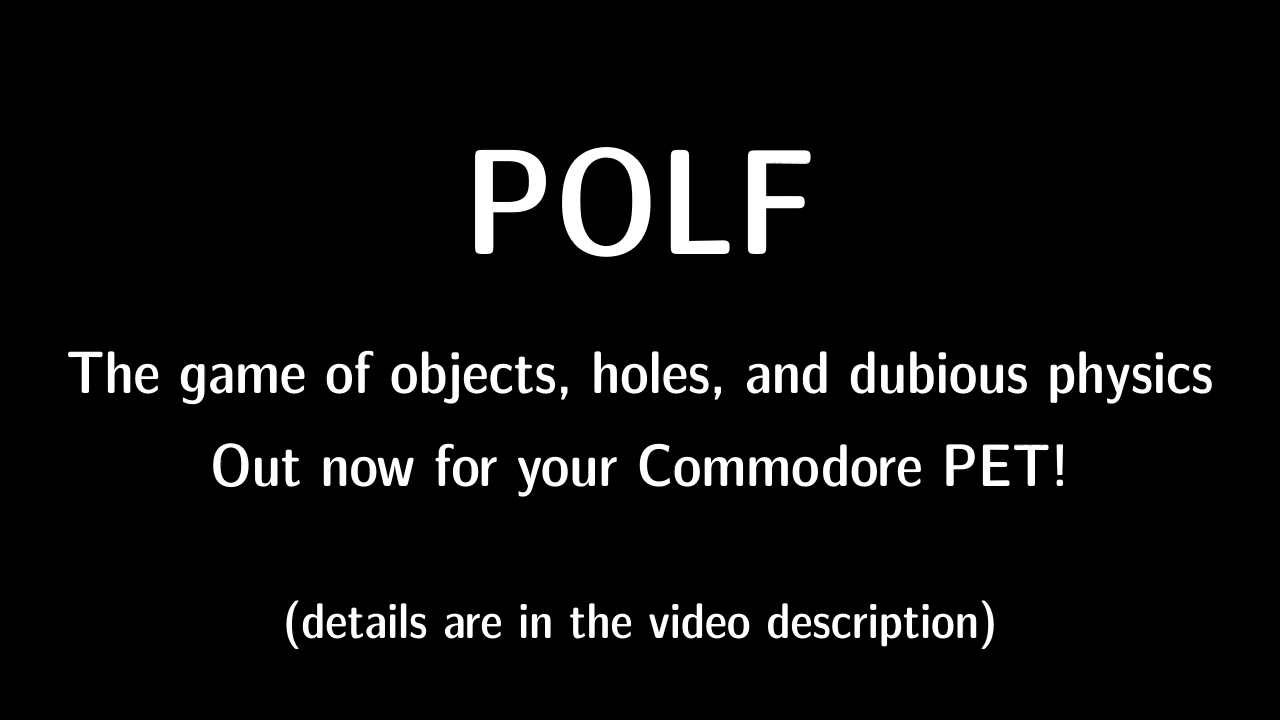 POLF
The game of objects, holes, and dubious physics
Out now for your Commodore PET!
(details are in the video description)